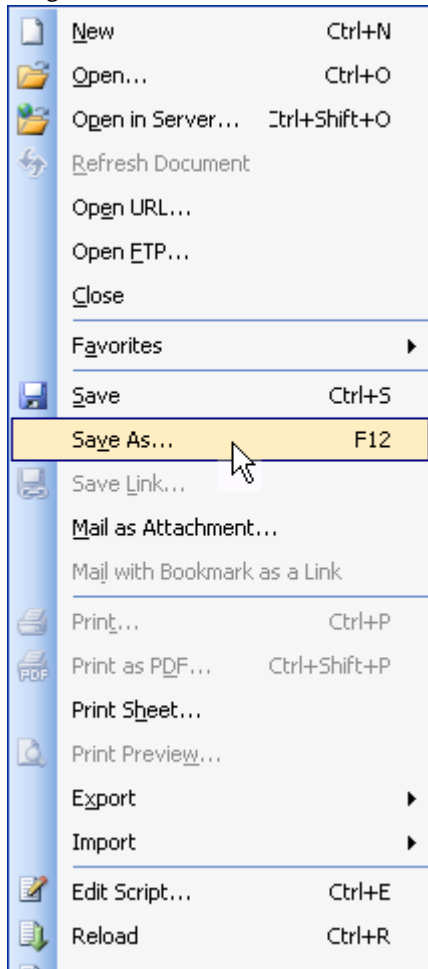 New Ctrl+N
Open... Ctrl+O
Open in Server... Ctrl+Shift+O
Refresh Document
Open URL...
Open FTP...
Close
Favorites
Save Ctrl+S
Save As... F12
Save Link...
Mail as Attachment...
Mail with Bookmark as a Link
Print... Ctrl+P
PDF Print as PDF... Ctrl+Shift+P
Print Sheet...
Print Preview...
Export
Import
Edit Script... Ctrl+E
Reload Ctrl+R